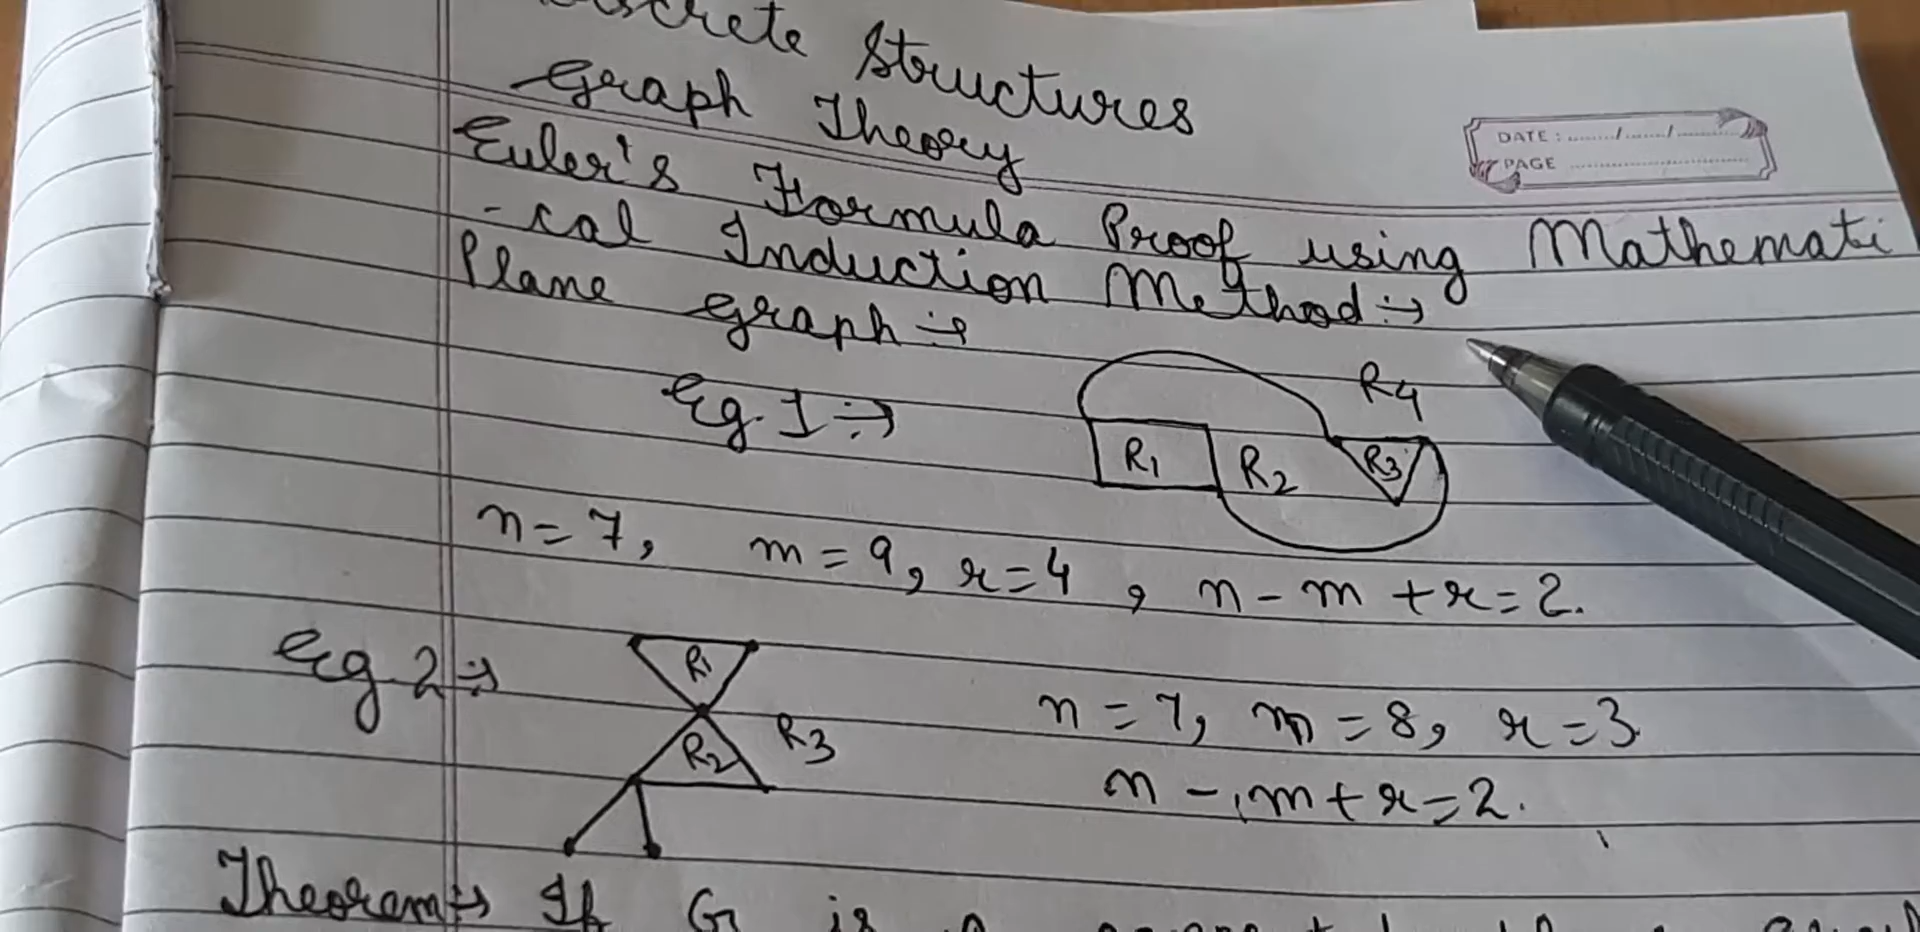 Structures
Graph Theory
DATE : ......./......./..........
PAGE ..............................
Euler's Formula Proof using Mathemati
-cal Induction Method :→
Plane graph :→
Eg. 1 :→
R4
R1 R2 R3
n = 7, m = 9, r = 4, n - m + r = 2.
Eg. 2 :→
R1
R2 R3
n = 7, m = 8, r = 3
n - m + r = 2.
Theorem :→ If G is a